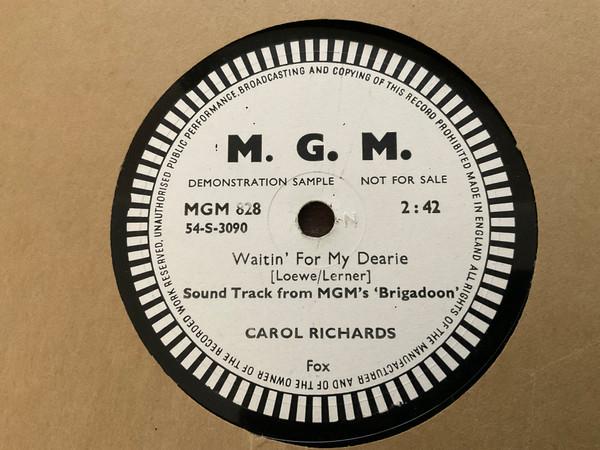 M. G. M.
DEMONSTRATION SAMPLE NOT FOR SALE
MGM 828 2:42
54-S-3090
Waitin' For My Dearie
[Loewe/Lerner]
Sound Track from MGM's 'Brigadoon'
CAROL RICHARDS
Fox
ALL RIGHTS OF THE MANUFACTURER AND OF THE OWNER OF THE RECORDED WORK RESERVED, UNAUTHORISED PUBLIC PERFORMANCE, BROADCASTING AND COPYING OF THIS RECORD PROHIBITED MADE IN ENGLAND